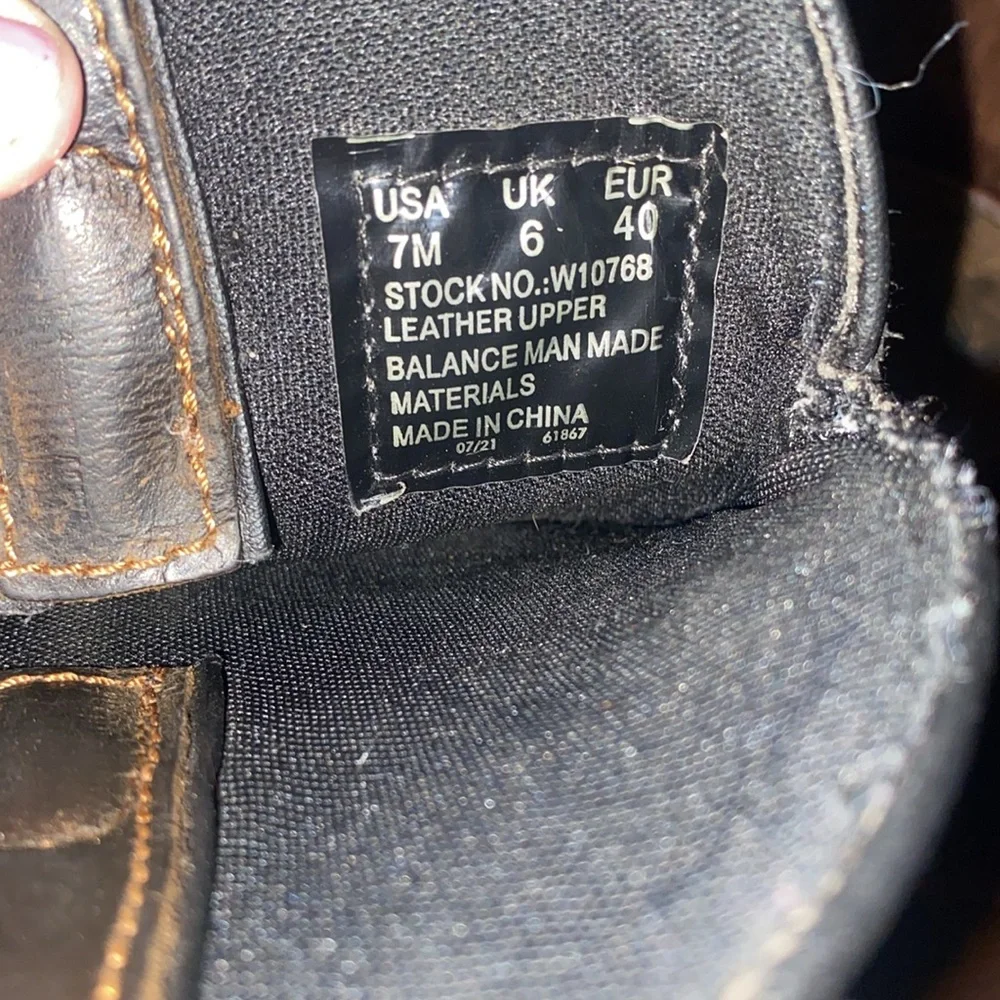 USA UK EUR
7M 6 40
STOCK NO.:W10768
LEATHER UPPER
BALANCE MAN MADE
MATERIALS
MADE IN CHINA
07/21 61867